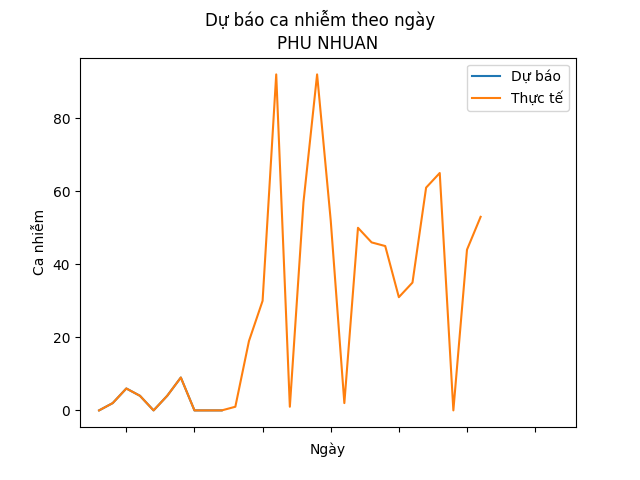 Dự báo ca nhiễm theo ngày
PHU NHUAN
Dự báo
Thực tế
80
60
40
20
0
Ca nhiễm
Ngày